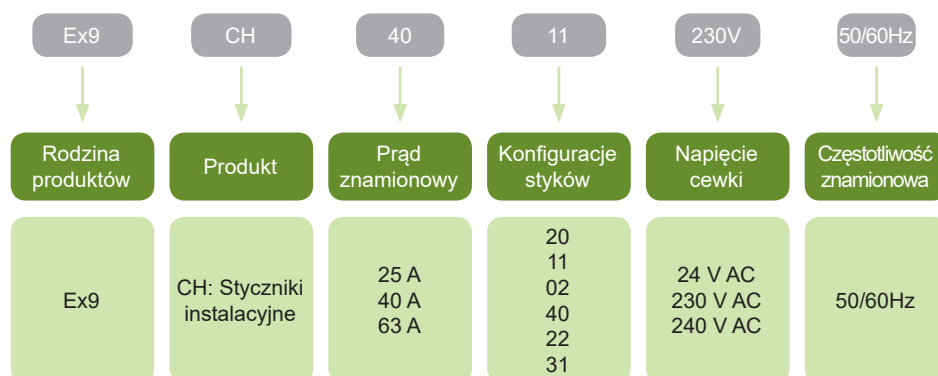 Ex9
CH
40
11
230V
50/60Hz
Rodzina
produktów
Produkt
Prąd
znamionowy
Konfiguracje
styków
Napięcie
cewki
Częstotliwość
znamionowa
Ex9
CH: Styczniki
instalacyjne
25 A
40 A
63 A
20
11
02
40
22
31
24 V AC
230 V AC
240 V AC
50/60Hz